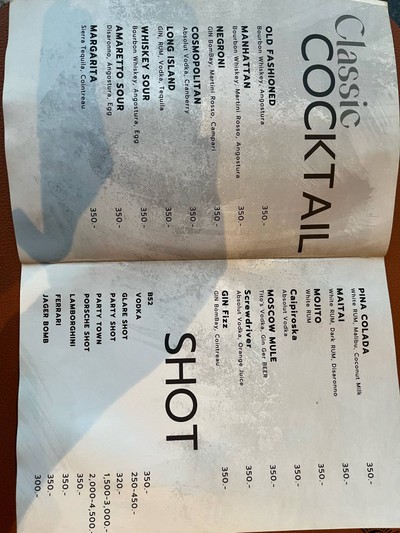 Classic
COCKTAIL
OLD FASHIONED 350.-
Bourbon Whiskey, Angostura
MANHATTAN 350.-
Bourbon Whiskey, Martini Rosso, Angostura
NEGRONI 350.-
GIN BonBay, Martini Rosso, Campari
COSMOPOLITAN 350.-
Absolut Vodka, Cranberry
LONG ISLAND 350.-
GIN, RUM, Vodka, Tequila
WHISKEY SOUR 350.-
Bourbon Whiskey, Angostura, Egg
AMARETTO SOUR 350.-
Disaronno, Angostura, Egg
MARGARITA 350.-
Sierra Tequila, Cointreau
PINA COLADA 350.-
White RUM, Malibu, Coconut Milk
MAITAI 350.-
White RUM, Dark RUM, Disaronno
MOJITO 350.-
White RUM
Caipiroska 350.-
Absolut Vodka
MOSCOW MULE 350.-
Tito's Vodka, Gin Ger BEER
Screwdriver 350.-
Absolut Vodka, Orange Juice
GIN Fizz 350.-
GIN BonBay, Cointreau
SHOT
B52 350.-
VODKA 250-450.-
GLARE SHOT 320.-
PARTY SHOT 1,500-3,000.-
PARTY TOWN 2,000-4,500.-
PORSCHE SHOT 350.-
LAMBORGHINI 350.-
FERRARI 350.-
JAGER BOMB 300.-